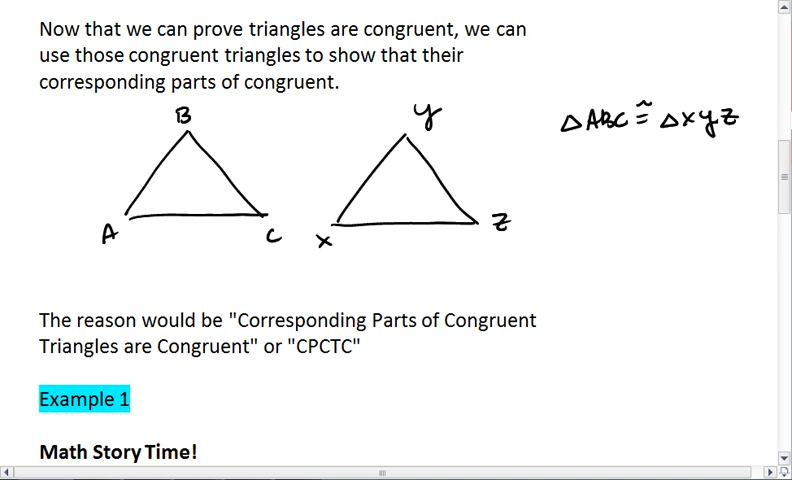 Now that we can prove triangles are congruent, we can
use those congruent triangles to show that their
corresponding parts of congruent.
B
Y
△ABC ≅ △XYZ
A
C
X
Z
The reason would be "Corresponding Parts of Congruent
Triangles are Congruent" or "CPCTC"
Example 1
Math Story Time!